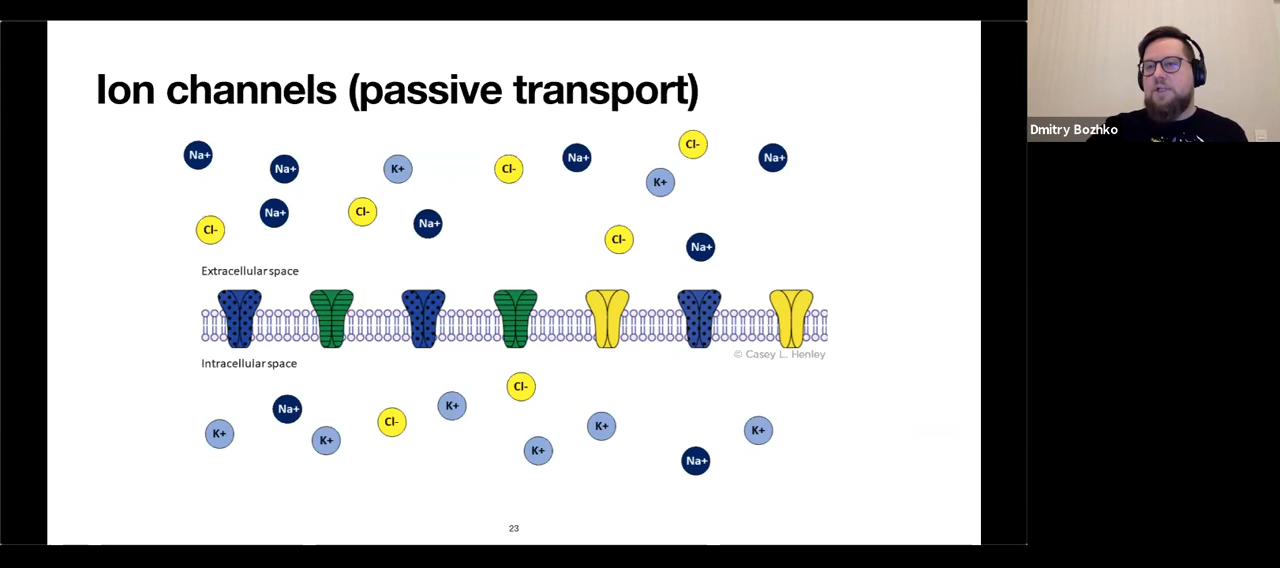 Ion channels (passive transport)
Dmitry Bozhko
Cl-
Na+
Na+
K+
Cl-
Na+
K+
Na+
Cl-
Na+
Cl-
Na+
Cl-
Na+
Extracellular space
© Casey L. Henley
Intracellular space
Cl-
K+
Na+
Cl-
K+
K+
K+
K+
K+
Na+
23